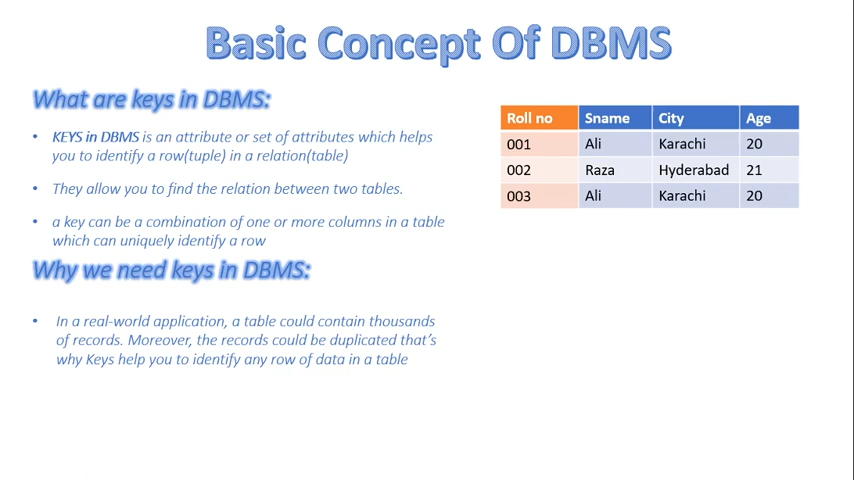 Basic Concept Of DBMS
What are keys in DBMS:
• KEYS in DBMS is an attribute or set of attributes which helps
you to identify a row(tuple) in a relation(table)
• They allow you to find the relation between two tables.
• a key can be a combination of one or more columns in a table
which can uniquely identify a row
Why we need keys in DBMS:
• In a real-world application, a table could contain thousands
of records. Moreover, the records could be duplicated that's
why Keys help you to identify any row of data in a table
Roll no Sname City Age
001 Ali Karachi 20
002 Raza Hyderabad 21
003 Ali Karachi 20